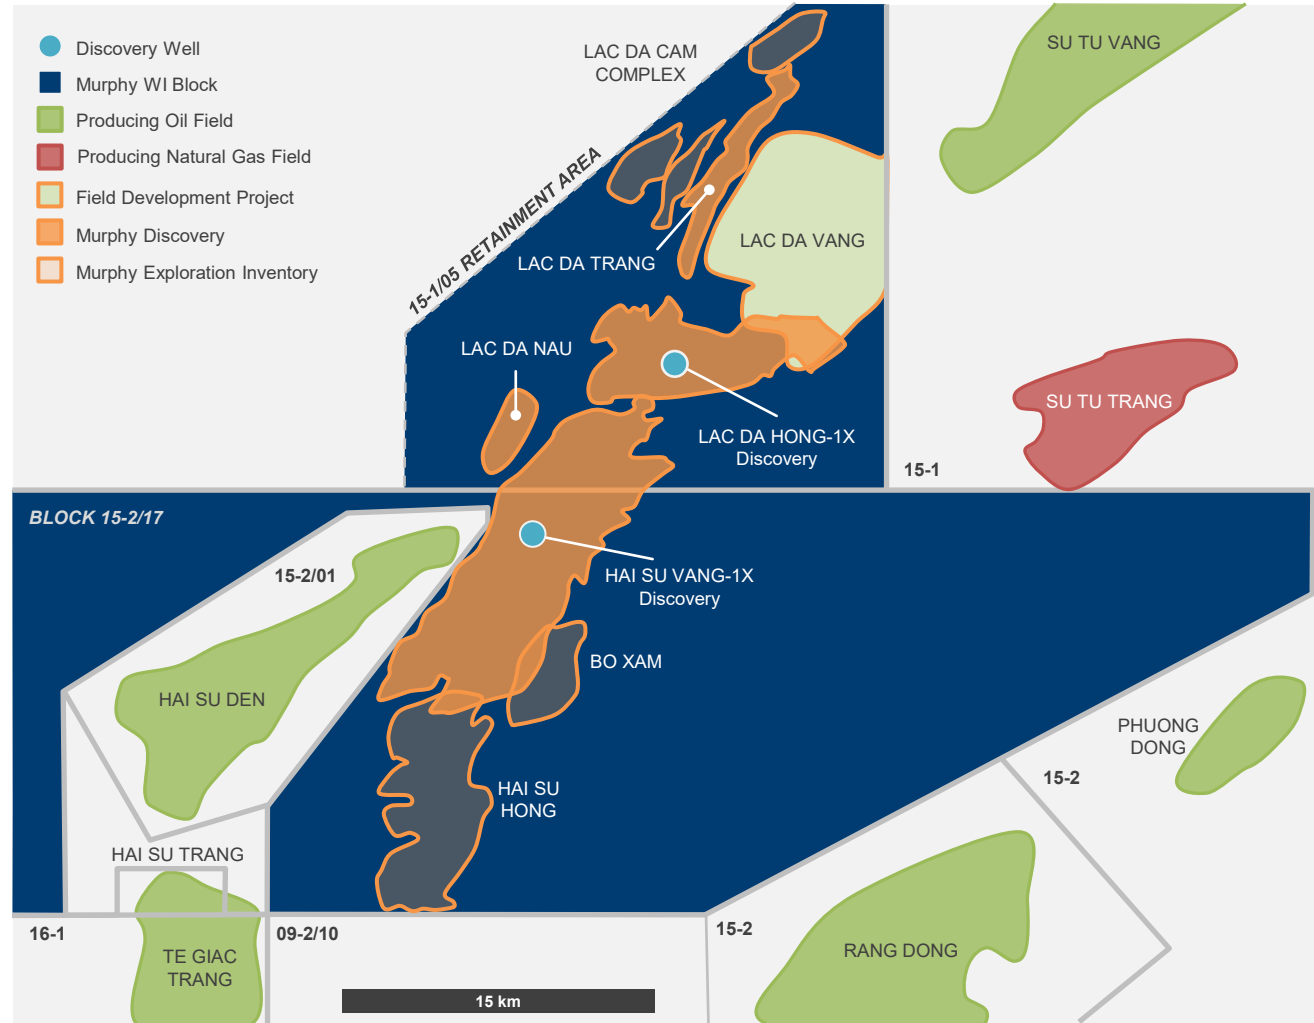 Discovery Well
Murphy WI Block
Producing Oil Field
Producing Natural Gas Field
Field Development Project
Murphy Discovery
Murphy Exploration Inventory
LAC DA CAM
COMPLEX
SU TU VANG
15-1/05 RETAINMENT AREA
LAC DA VANG
LAC DA TRANG
LAC DA NAU
SU TU TRANG
LAC DA HONG-1X
Discovery
15-1
BLOCK 15-2/17
15-2/01
HAI SU VANG-1X
Discovery
BO XAM
HAI SU DEN
PHUONG
DONG
15-2
HAI SU
HONG
HAI SU TRANG
16-1
09-2/10
15-2
TE GIAC
TRANG
RANG DONG
15 km